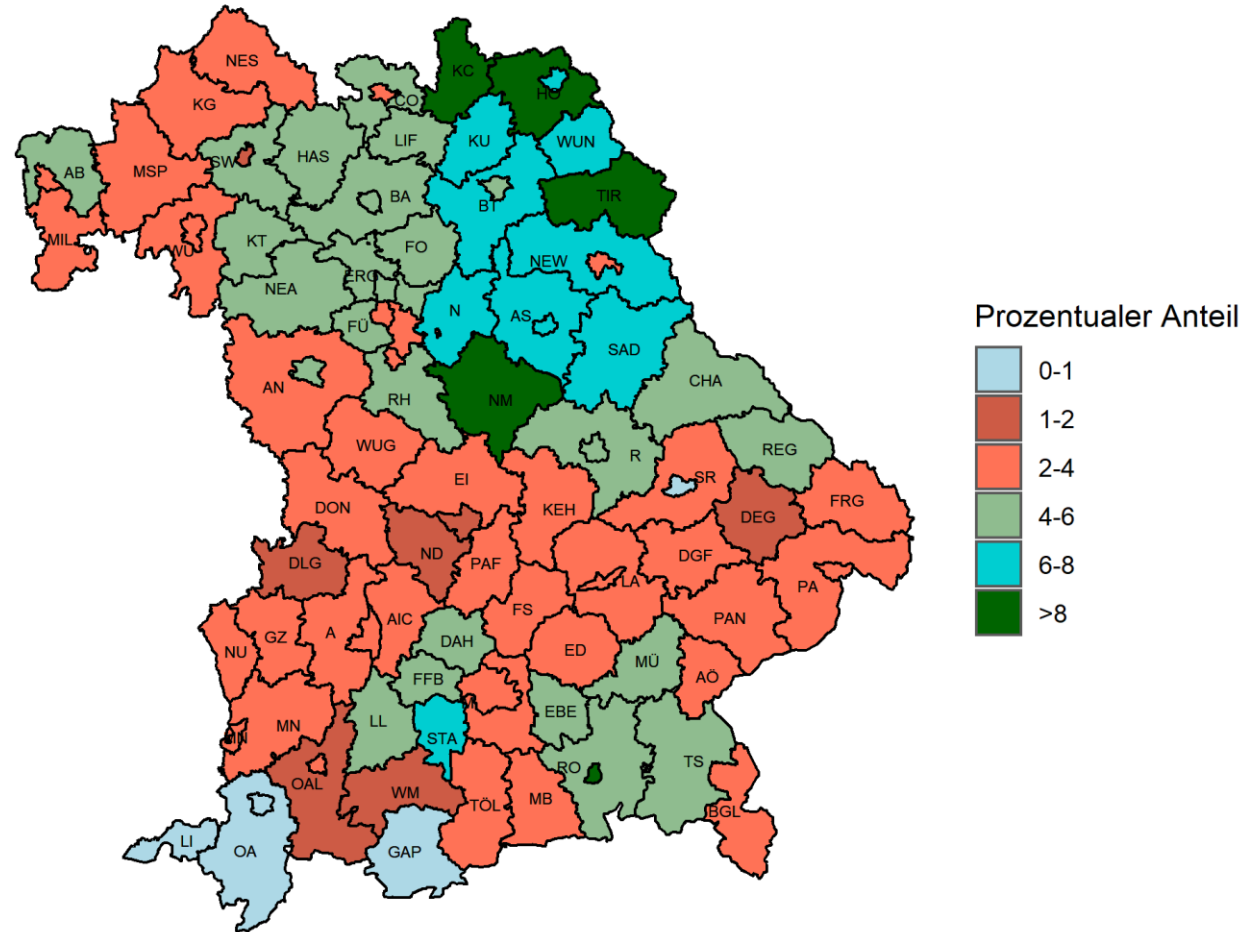 NES
KC
KG
HO
CO
LIF
KU
WUN
SW
HAS
AB
MSP
TIR
BA
BT
MIL
WÜ
KT
FO
NEW
ERC
NEA
N
AS
FÜ
SAD
CHA
AN
RH
NM
REG
WUG
R
EI
SR
FRG
DON
KEH
DEG
ND
DGF
DLG
PAF
LA
PA
FS
PAN
AIC
GZ
A
DAH
NU
ED
MÜ
AÖ
FFB
M
EBE
LL
MN
STA
MN
RO
TS
OAL
WM
TÖL
MB
BGL
LI
OA
GAP
Prozentualer Anteil
0-1
1-2
2-4
4-6
6-8
>8